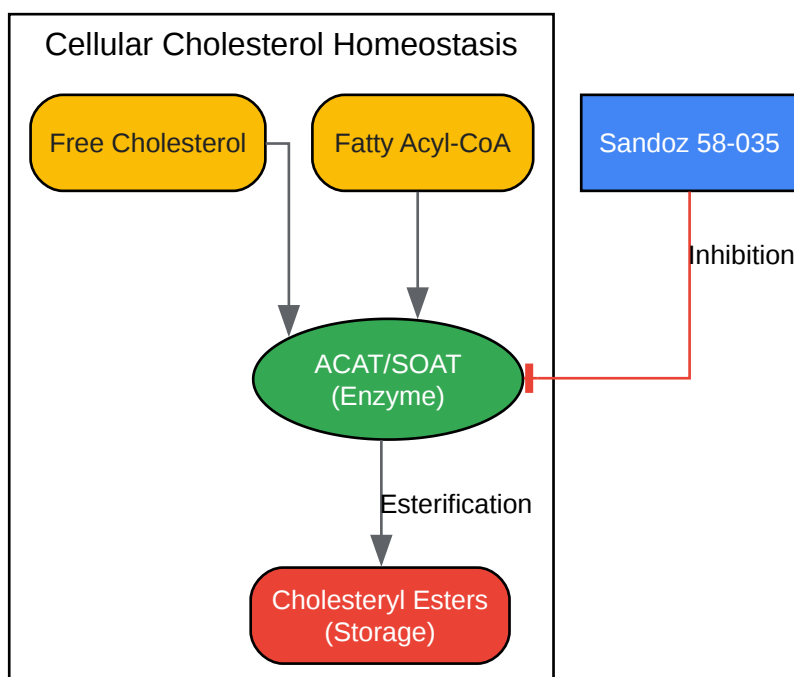 Cellular Cholesterol Homeostasis
Free Cholesterol
Fatty Acyl-CoA
Sandoz 58-035
Inhibition
ACAT/SOAT
(Enzyme)
Esterification
Cholesteryl Esters
(Storage)